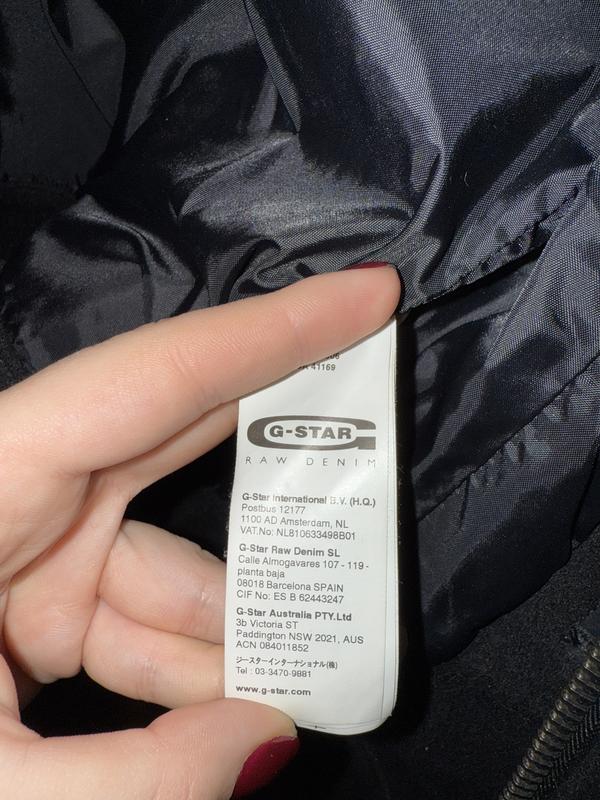 41169
G-STAR
RAW DENIM
G-Star International B.V. (H.Q.)
Postbus 12177
1100 AD Amsterdam, NL
VAT.No: NL810633498B01
G-Star Raw Denim SL
Calle Almogavares 107 - 119 -
planta baja
08018 Barcelona SPAIN
CIF No: ES B 62443247
G-Star Australia PTY.Ltd
3b Victoria ST
Paddington NSW 2021, AUS
ACN 084011852
ジースターインターナショナル(株)
Tel : 03-3470-9881
www.g-star.com